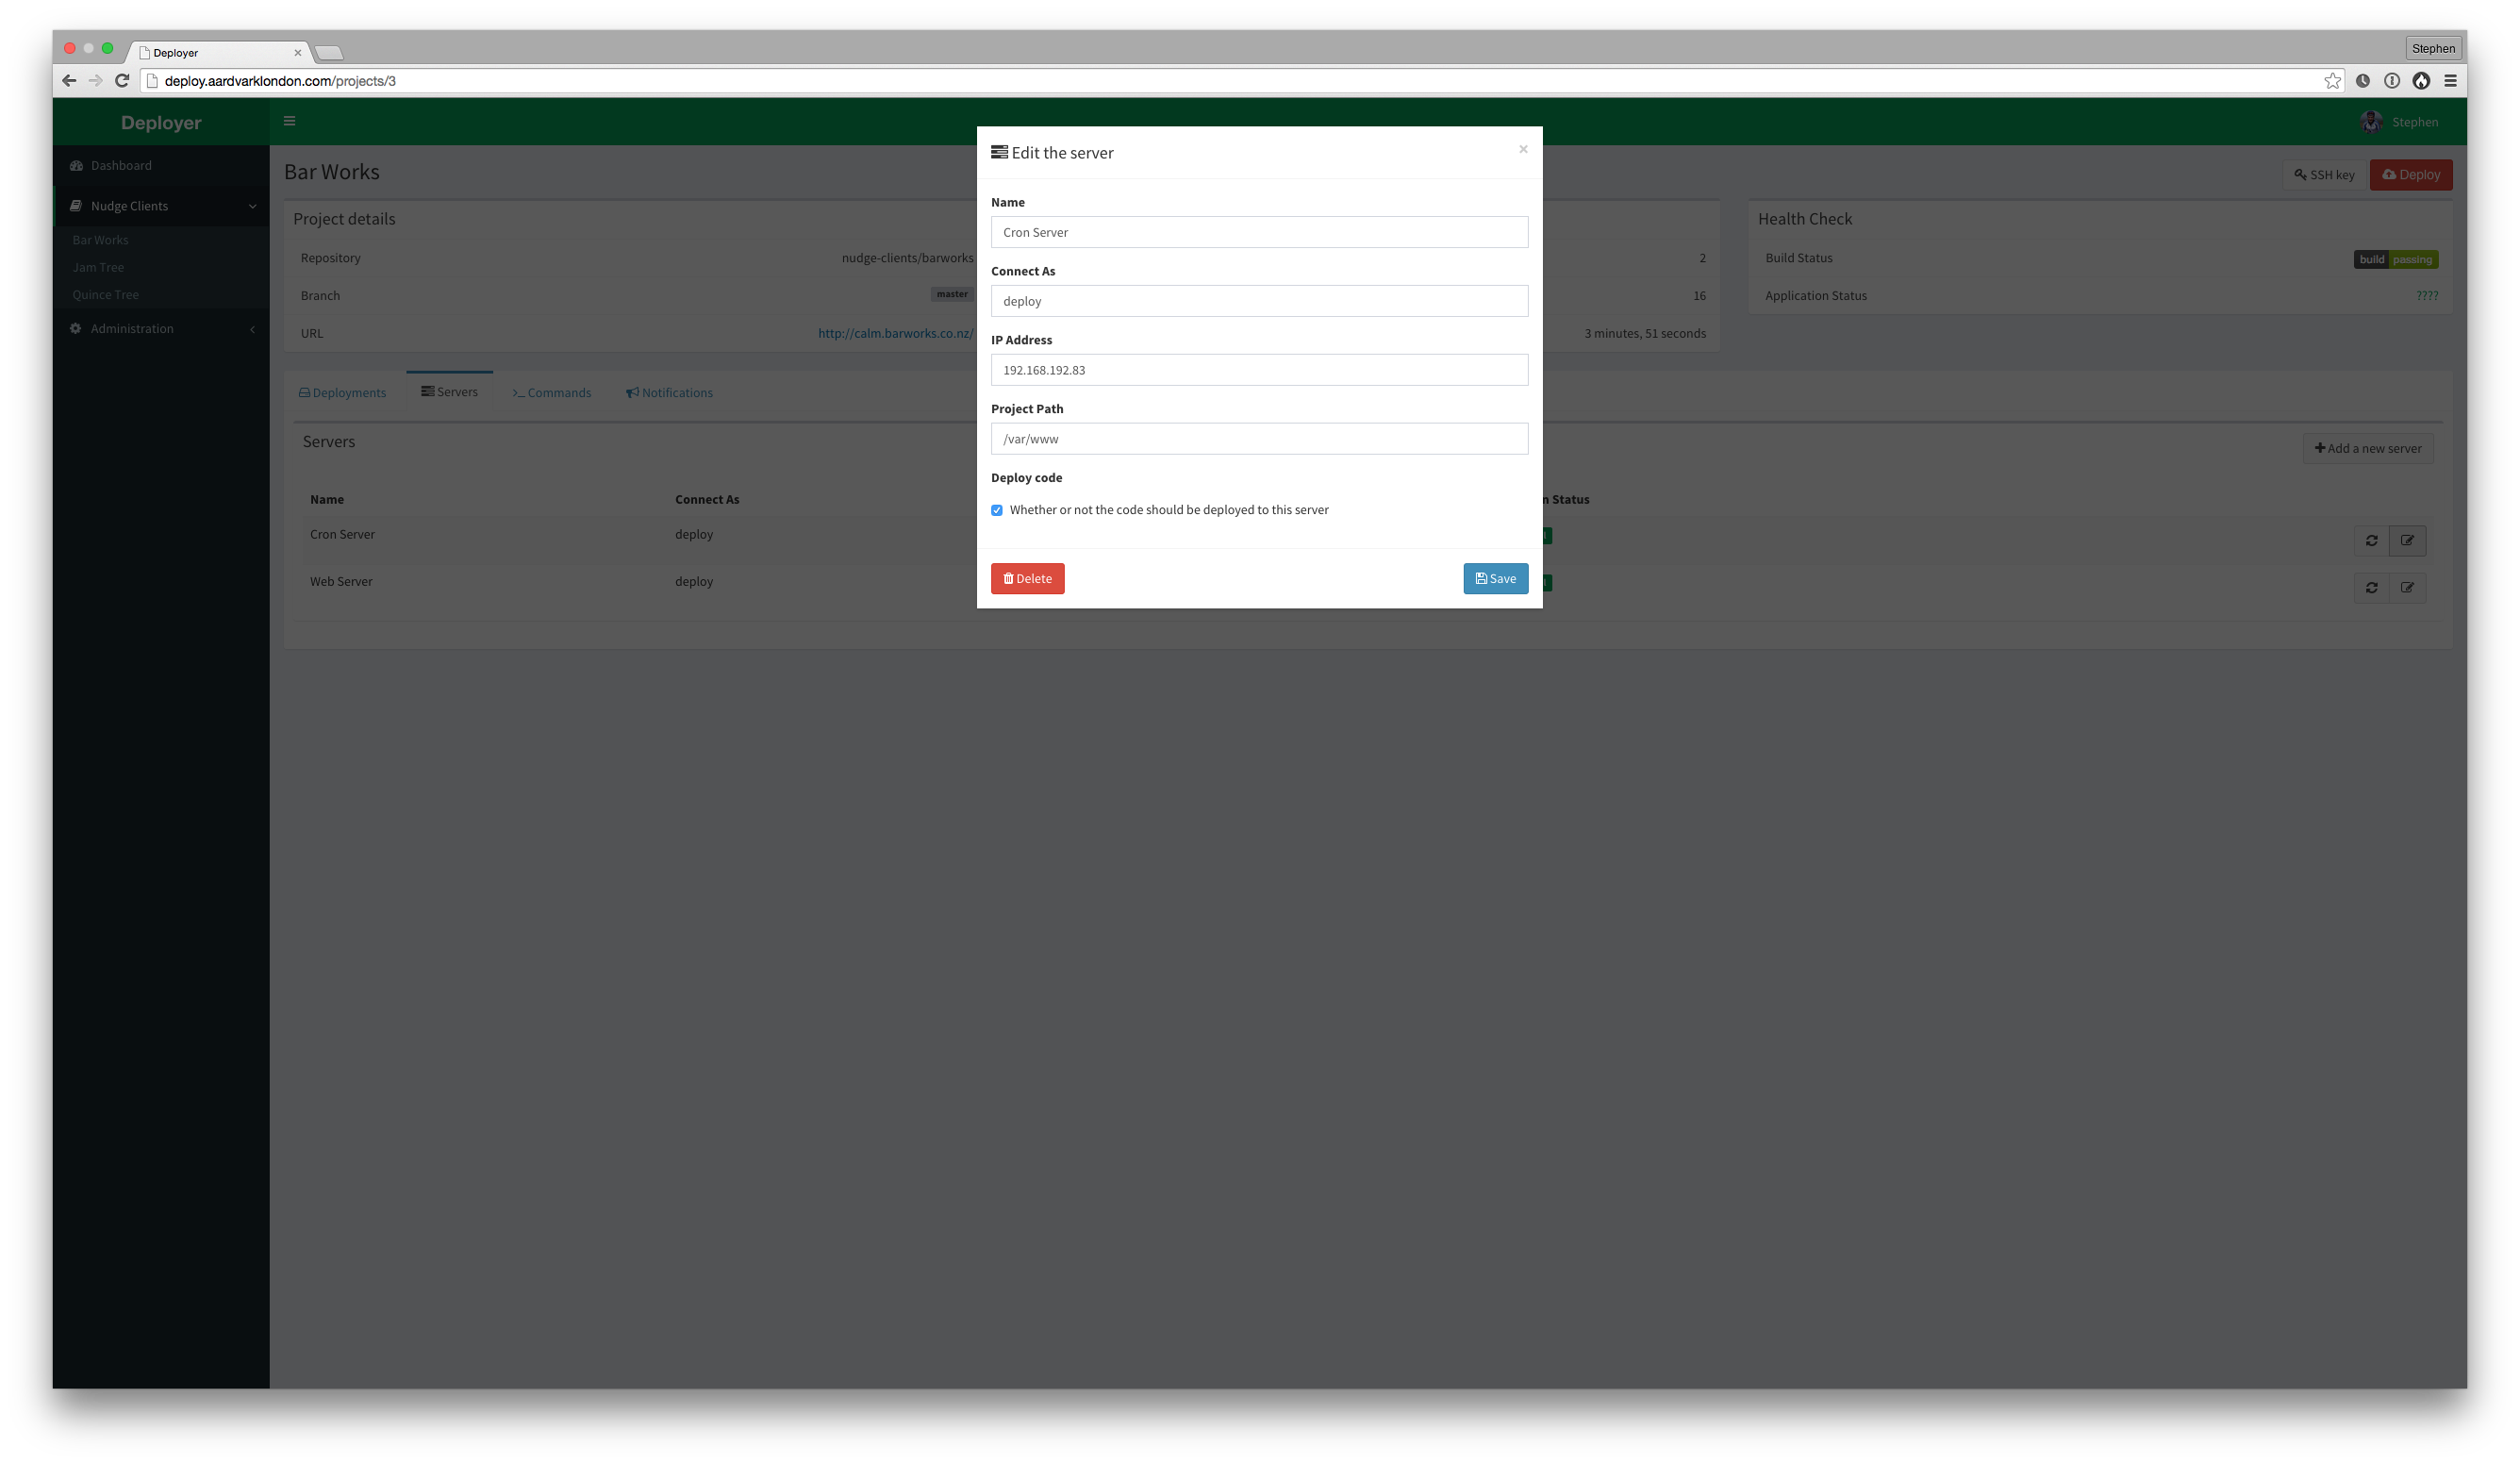 Deployer
Stephen
deploy.aardvarklondon.com/projects/3
Deployer
Stephen
Dashboard
Nudge Clients
Bar Works
Jam Tree
Quince Tree
Administration
Bar Works
SSH key
Deploy
Project details
Repository
nudge-clients/barworks
2
Branch
master
16
URL
http://calm.barworks.co.nz/
3 minutes, 51 seconds
Health Check
Build Status
build passing
Application Status
????
Deployments
Servers
Commands
Notifications
Servers
Add a new server
Name
Connect As
n Status
Cron Server
deploy
Web Server
deploy
Edit the server
×
Name
Cron Server
Connect As
deploy
IP Address
192.168.192.83
Project Path
/var/www
Deploy code
Whether or not the code should be deployed to this server
Delete
Save